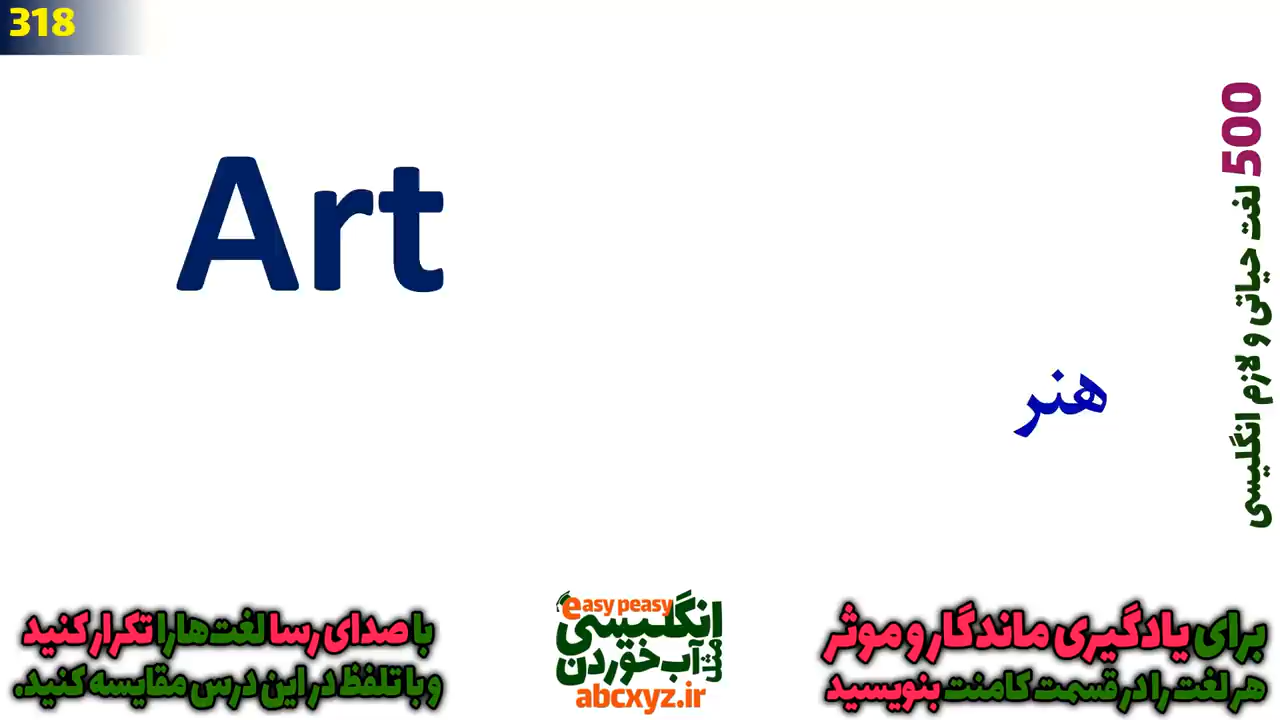 318
Art
هنر
500 لغت حیاتی و لازم انگلیسی
برای یادگیری ماندگار و موثر
هر لغت را در قسمت کامنت بنویسید
easy peasy
انگلیسی
مثل
آب خوردن
abcxyz.ir
با صدای رسا لغت‌ها را تکرار کنید
و با تلفظ در این درس مقایسه کنید.